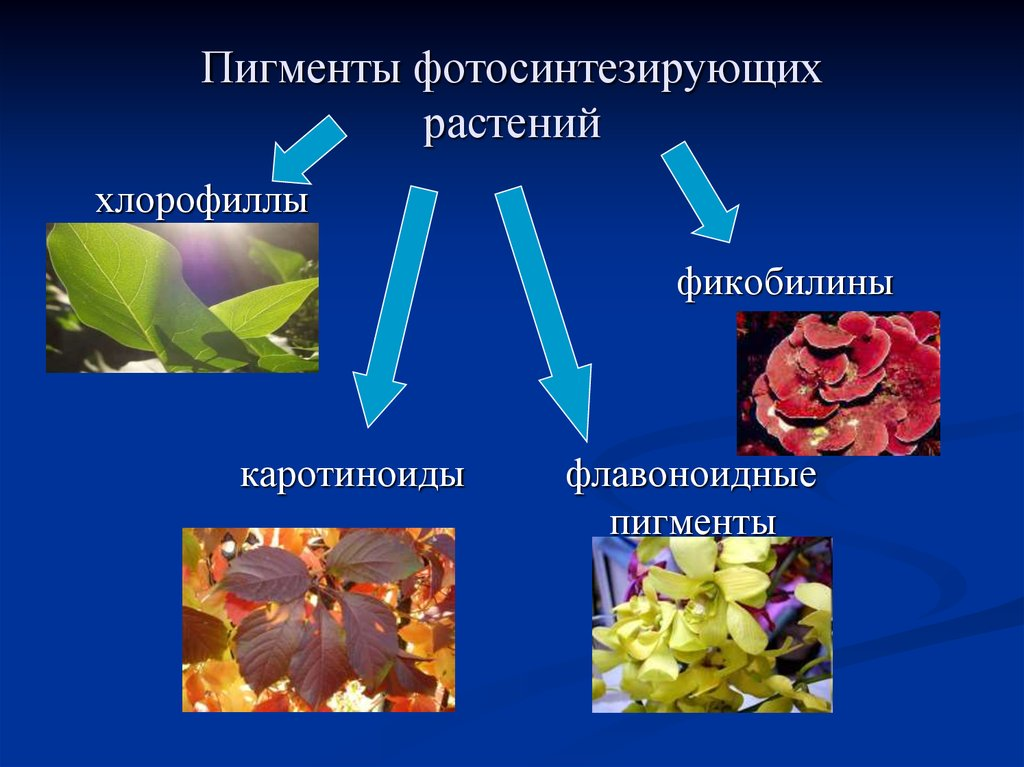 Пигменты фотосинтезирующих
растений
хлорофиллы
фикобилины
каротиноиды
флавоноидные
пигменты